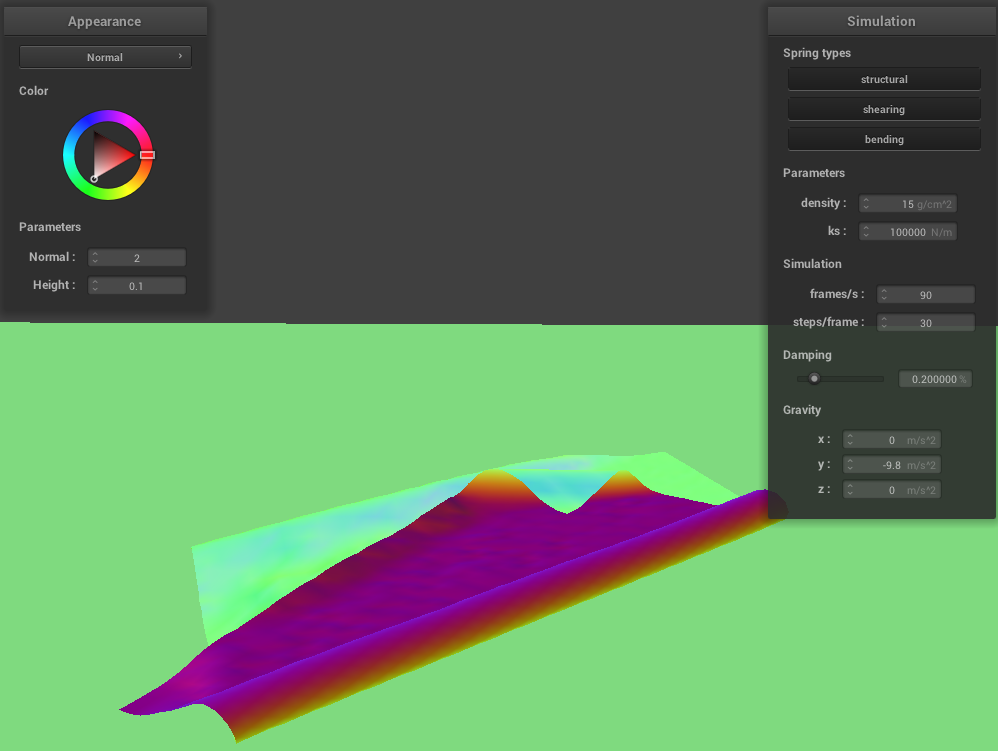 Appearance
Normal
Color
Parameters
Normal : 2
Height : 0.1
Simulation
Spring types
structural
shearing
bending
Parameters
density : 15 g/cm^2
ks : 100000 N/m
Simulation
frames/s : 90
steps/frame : 30
Damping
0.200000 %
Gravity
x : 0 m/s^2
y : -9.8 m/s^2
z : 0 m/s^2